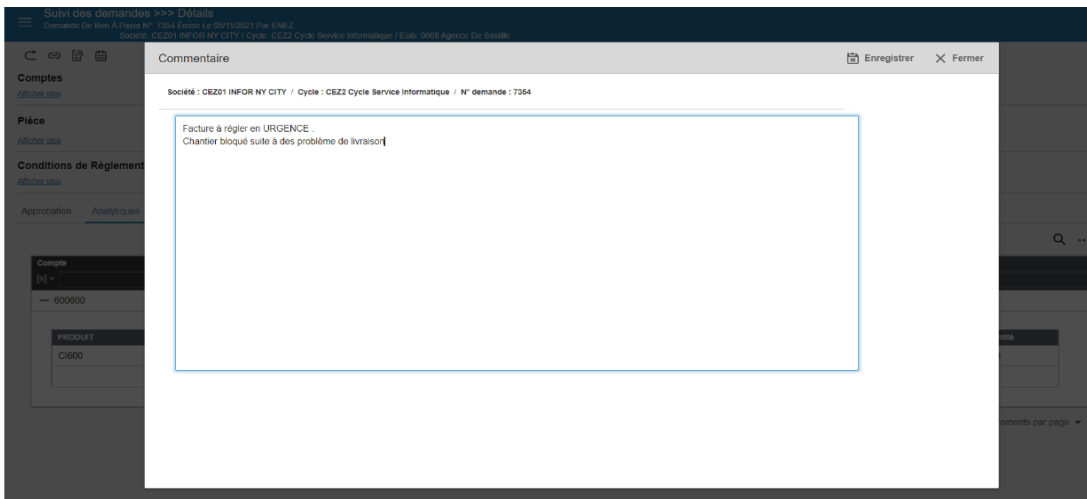 Suivi des demandes >>> Détails
Demande De Bon À Payer N°. 7354 Émise Le 05/11/2021 Par ENEZ
Société: CEZ01 INFOR NY CITY / Cycle: CEZ2 Cycle Service Informatique / Etab: 0008 Agence De Bastille
Commentaire
Enregistrer
Fermer
Comptes
Afficher plus
Société : CEZ01 INFOR NY CITY / Cycle : CEZ2 Cycle Service Informatique / N° demande : 7354
Pièce
Afficher plus
Facture à régler en URGENCE .
Chantier bloqué suite à des problème de livraison
Conditions de Règlement
Afficher plus
Approbation Analytiques
Compte
600600
PRODUIT
CI600
par page